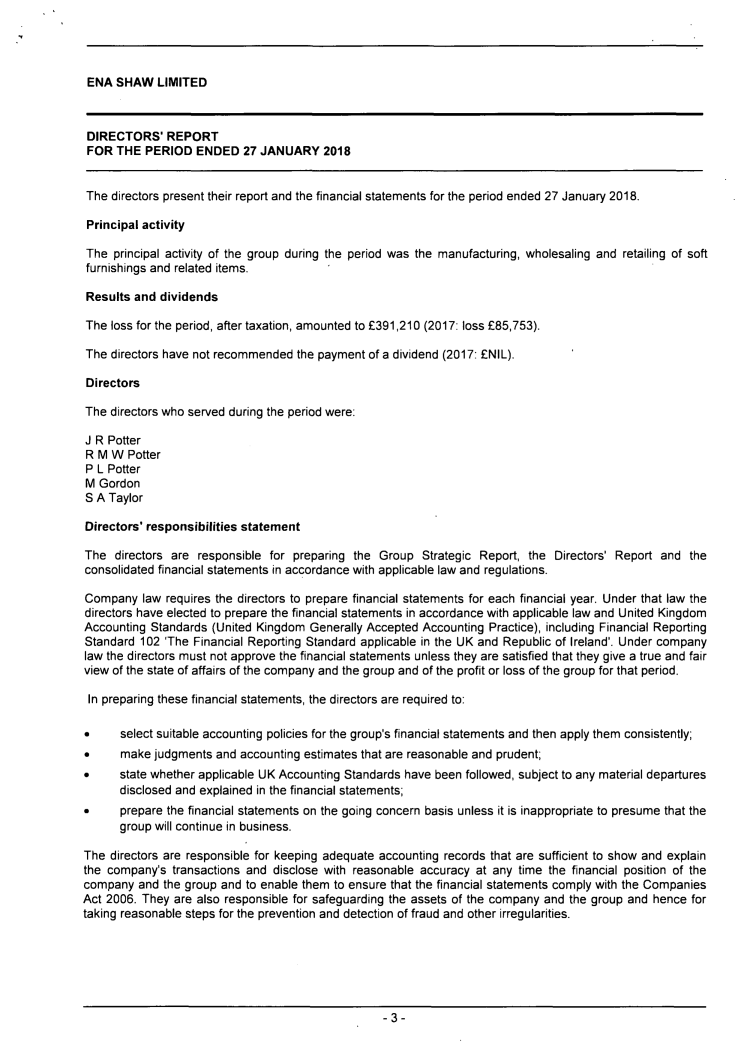 ENA SHAW LIMITED
DIRECTORS' REPORT
FOR THE PERIOD ENDED 27 JANUARY 2018
The directors present their report and the financial statements for the period ended 27 January 2018.
Principal activity
The principal activity of the group during the period was the manufacturing, wholesaling and retailing of soft
furnishings and related items.
Results and dividends
The loss for the period, after taxation, amounted to £391,210 (2017: loss £85,753).
The directors have not recommended the payment of a dividend (2017: £NIL).
Directors
The directors who served during the period were:
J R Potter
R M W Potter
P L Potter
M Gordon
S A Taylor
Directors' responsibilities statement
The directors are responsible for preparing the Group Strategic Report, the Directors' Report and the
consolidated financial statements in accordance with applicable law and regulations.
Company law requires the directors to prepare financial statements for each financial year. Under that law the
directors have elected to prepare the financial statements in accordance with applicable law and United Kingdom
Accounting Standards (United Kingdom Generally Accepted Accounting Practice), including Financial Reporting
Standard 102 'The Financial Reporting Standard applicable in the UK and Republic of Ireland'. Under company
law the directors must not approve the financial statements unless they are satisfied that they give a true and fair
view of the state of affairs of the company and the group and of the profit or loss of the group for that period.
In preparing these financial statements, the directors are required to:
• select suitable accounting policies for the group's financial statements and then apply them consistently;
• make judgments and accounting estimates that are reasonable and prudent;
• state whether applicable UK Accounting Standards have been followed, subject to any material departures
disclosed and explained in the financial statements;
• prepare the financial statements on the going concern basis unless it is inappropriate to presume that the
group will continue in business.
The directors are responsible for keeping adequate accounting records that are sufficient to show and explain
the company's transactions and disclose with reasonable accuracy at any time the financial position of the
company and the group and to enable them to ensure that the financial statements comply with the Companies
Act 2006. They are also responsible for safeguarding the assets of the company and the group and hence for
taking reasonable steps for the prevention and detection of fraud and other irregularities.
- 3 -